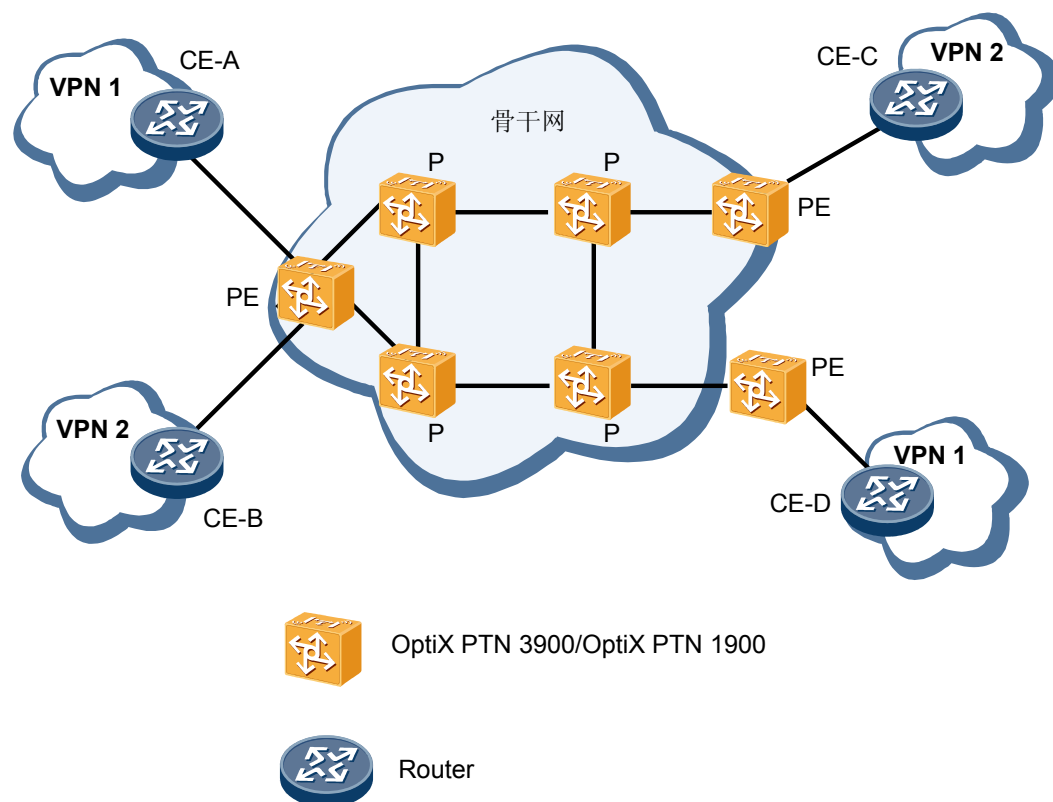 CE-A
VPN 1
CE-C
VPN 2
骨干网
P
P
PE
PE
PE
P
P
VPN 2
CE-B
VPN 1
CE-D
OptiX PTN 3900/OptiX PTN 1900
Router